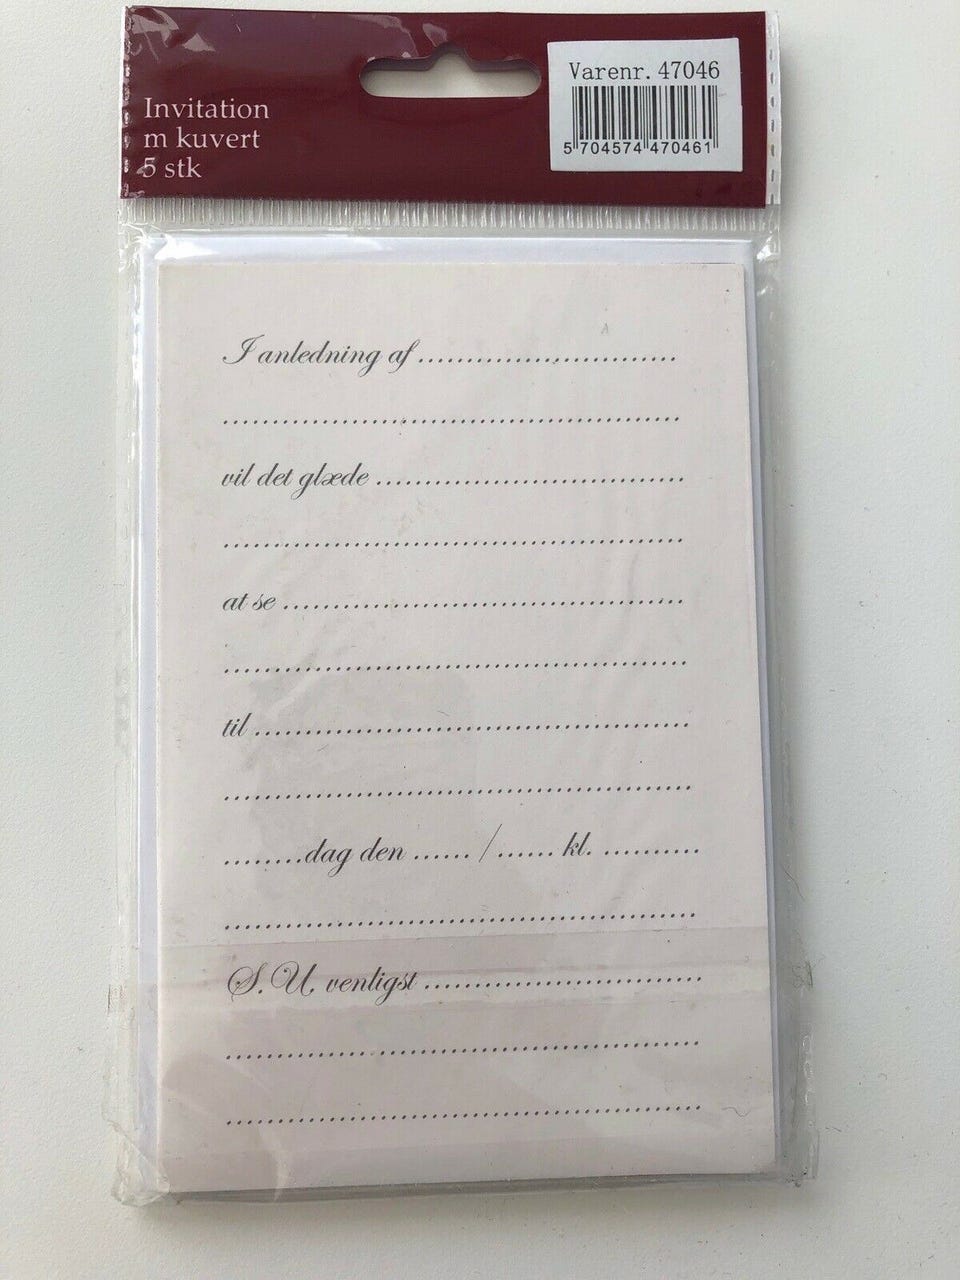 Invitation
m kuvert
5 stk
Varenr. 47046
5 704574 470461
I anledning af ..........................
..............................................
vil det glæde ...............................
..............................................
at se ........................................
..............................................
til ............................................
..............................................
........dag den ...... / ...... kl. ..........
..............................................
S. U. venligst ............................
..............................................
..............................................